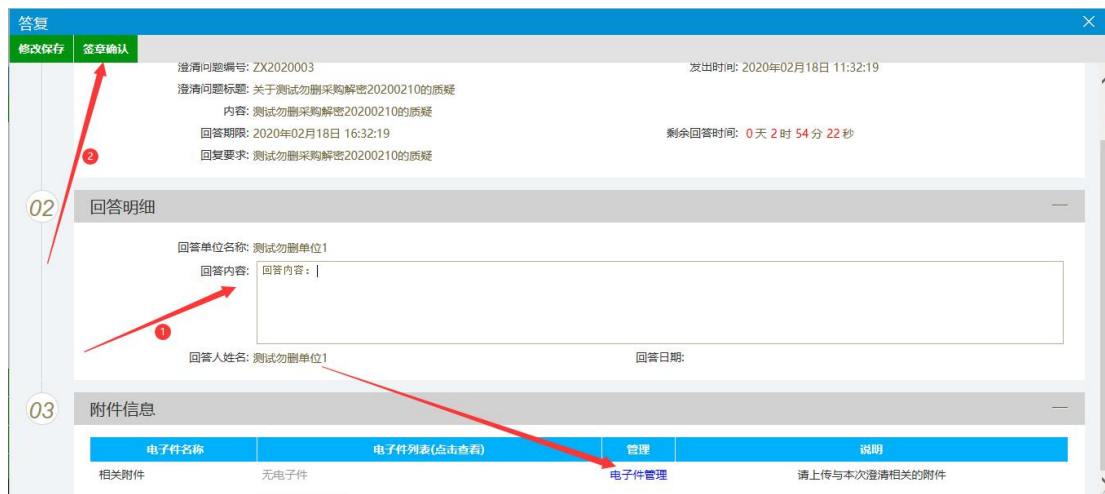 答复
修改保存 签章确认
澄清问题编号: ZX2020003 发出时间: 2020年02月18日 11:32:19
澄清问题标题: 关于测试勿删采购解密20200210的质疑
内容: 测试勿删采购解密20200210的质疑
回答期限: 2020年02月18日 16:32:19 剩余回答时间: 0 天 2 时 54 分 22 秒
回复要求: 测试勿删采购解密20200210的质疑
2
02 回答明细
回答单位名称: 测试勿删单位1
回答内容: 回答内容：
1
回答人姓名: 测试勿删单位1 回答日期:
03 附件信息
电子件名称 电子件列表(点击查看) 管理 说明
相关附件 无电子件 电子件管理 请上传与本次澄清相关的附件